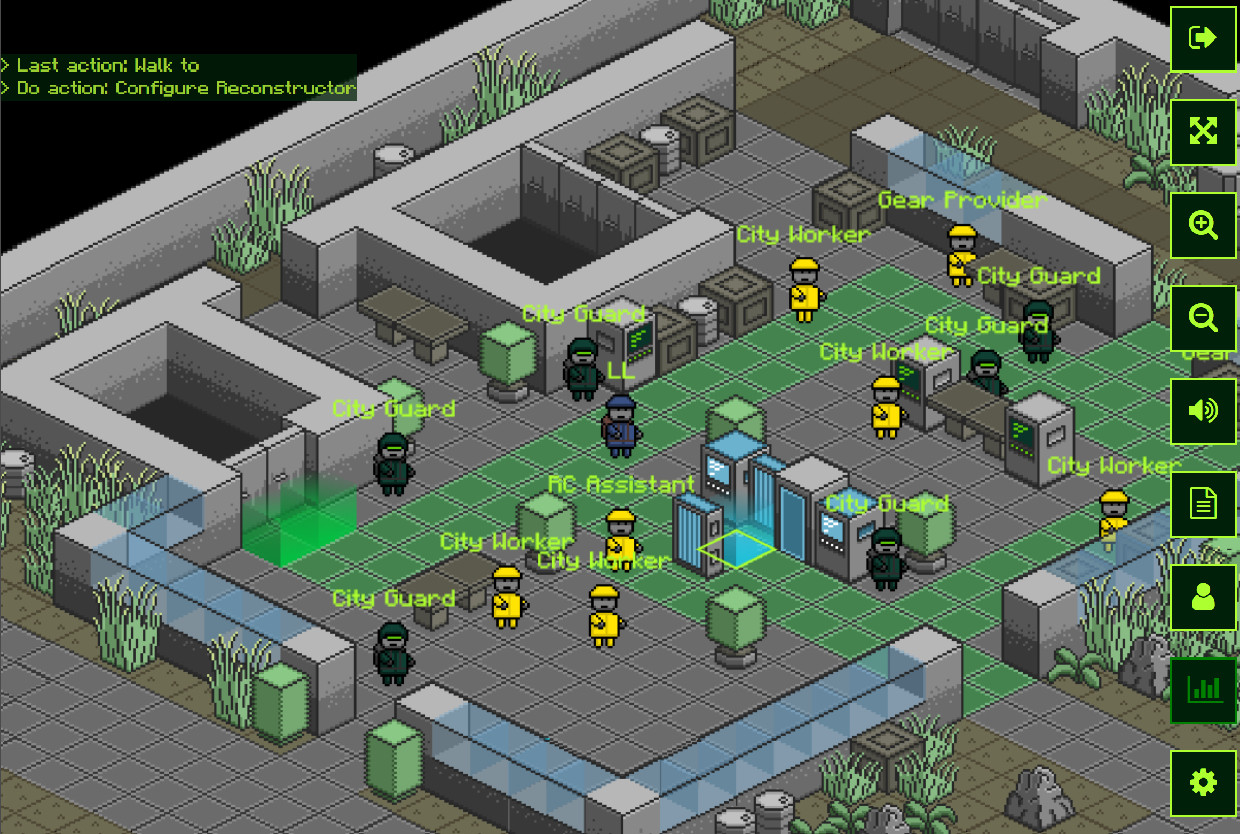 > Last action: Walk to
> Do action: Configure Reconstructor
Gear Provider
City Worker
City Guard
City Guard
City Guard
City Worker
Gear
LL
City Guard
City Worker
RC Assistant
City Guard
City Worker
City Worker
City Guard